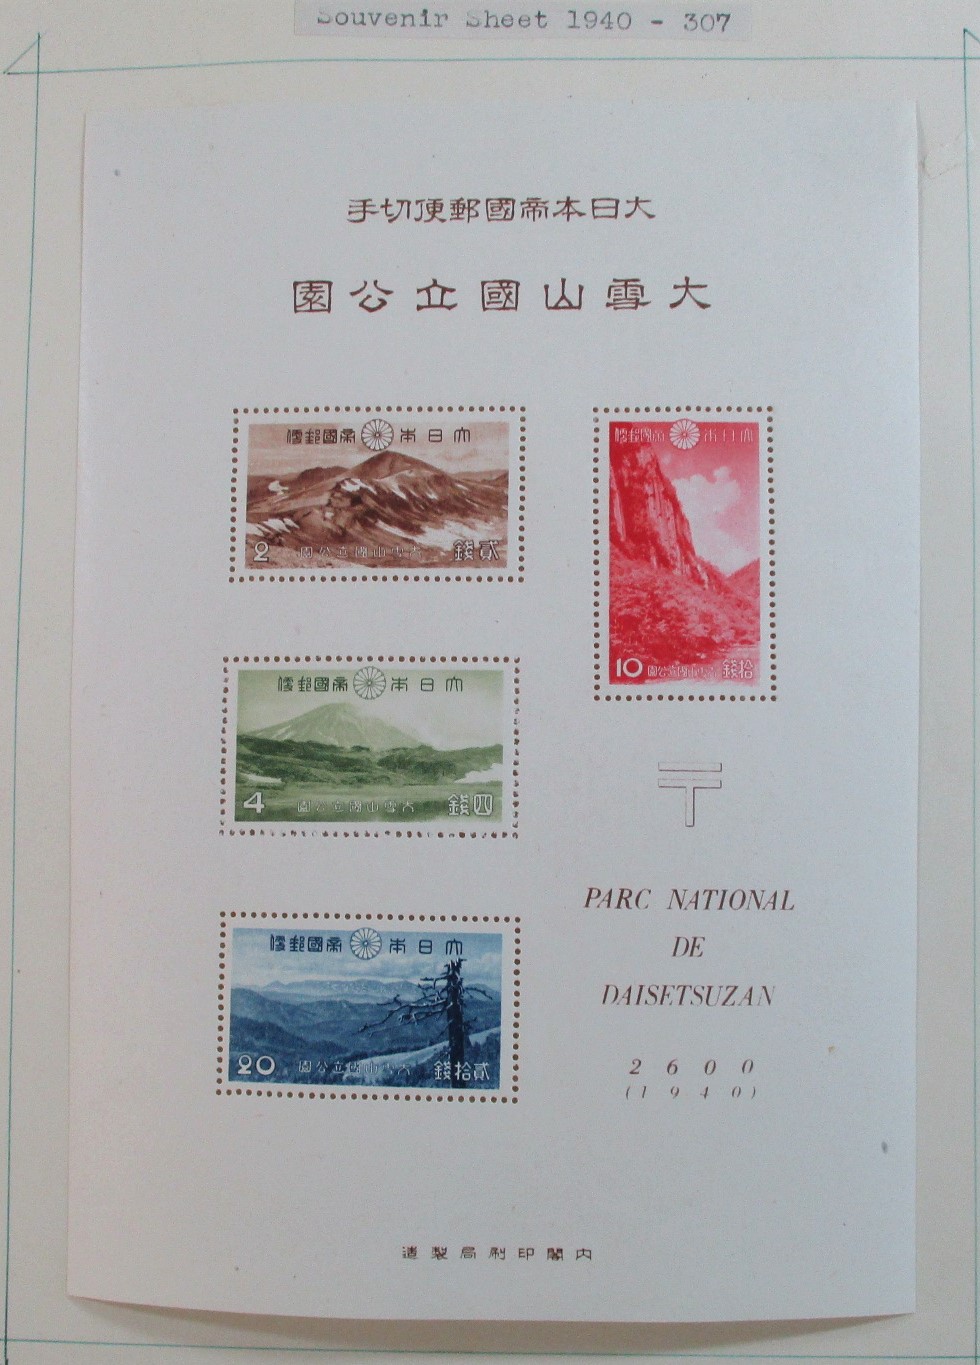 Souvenir Sheet 1940 - 307
大日本帝國郵便切手
大雪山國立公園
大日本帝國郵便
貳錢 大雪山國立公園 2
大日本帝國郵便
拾錢 大雪山國立公園 10
大日本帝國郵便
四錢 大雪山國立公園 4
大日本帝國郵便
貳拾錢 大雪山國立公園 20
〒
PARC NATIONAL
DE
DAISETSUZAN
2600
(1940)
内閣印刷局製造